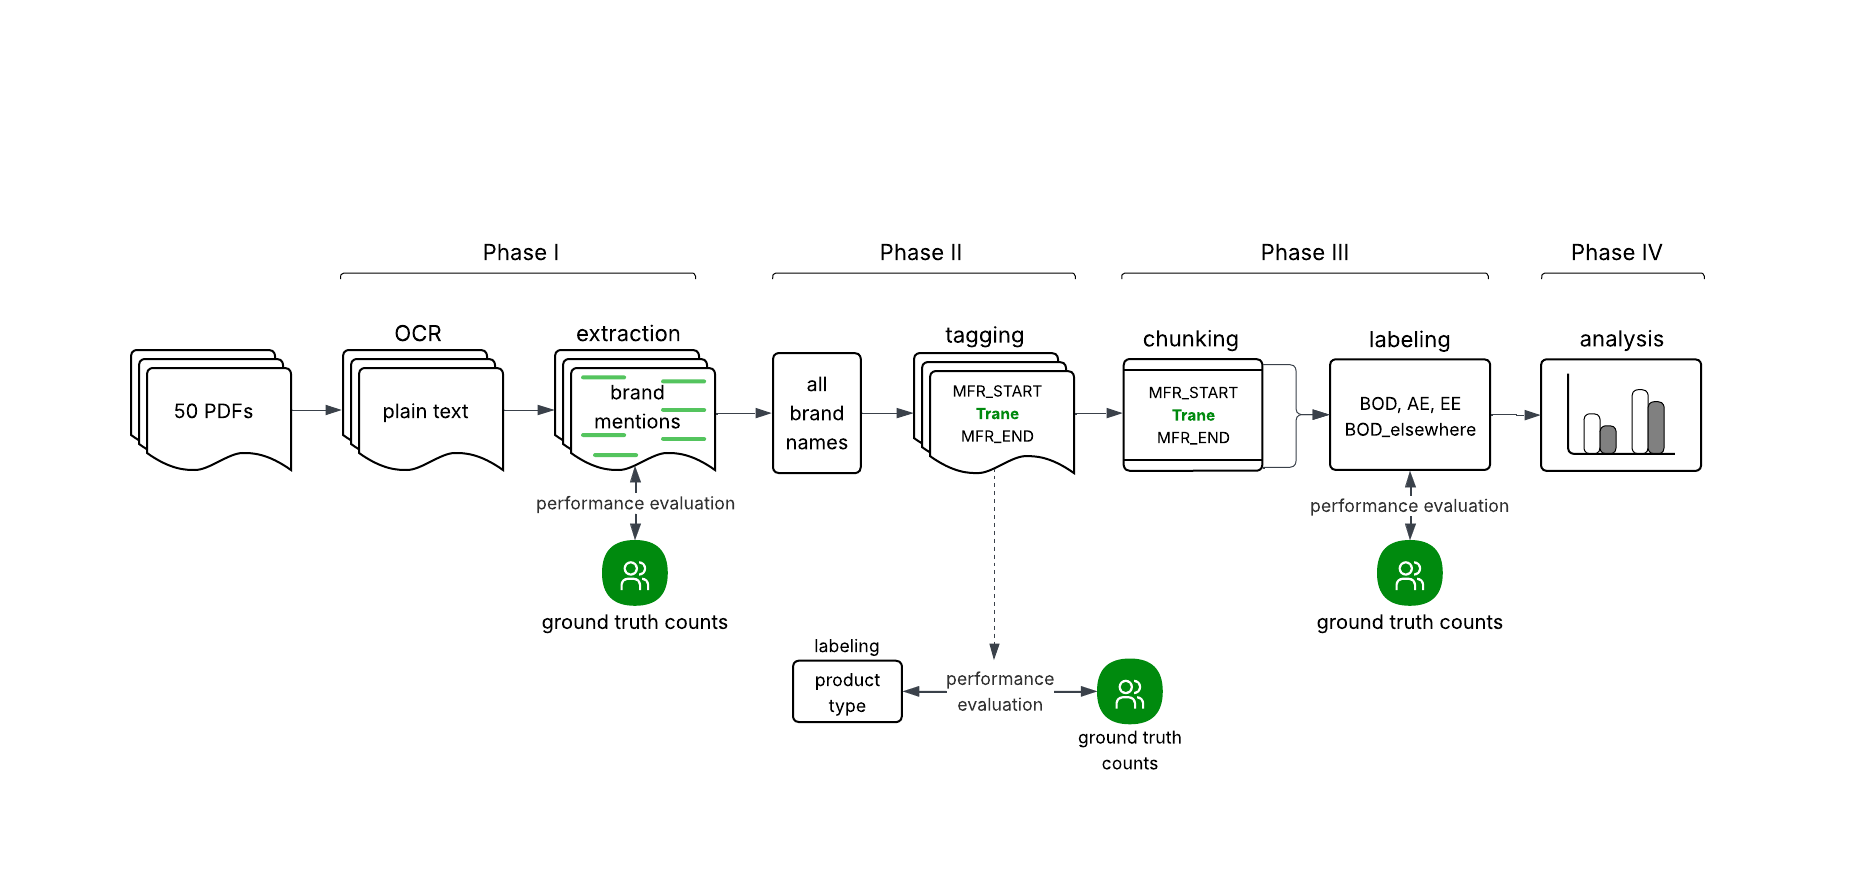 Phase I
Phase II
Phase III
Phase IV
OCR
extraction
tagging
chunking
labeling
analysis
50 PDFs
plain text
brand
mentions
all
brand
names
MFR_START
Trane
MFR_END
MFR_START
Trane
MFR_END
BOD, AE, EE
BOD_elsewhere
performance evaluation
ground truth counts
performance evaluation
ground truth counts
labeling
product
type
performance
evaluation
ground truth
counts